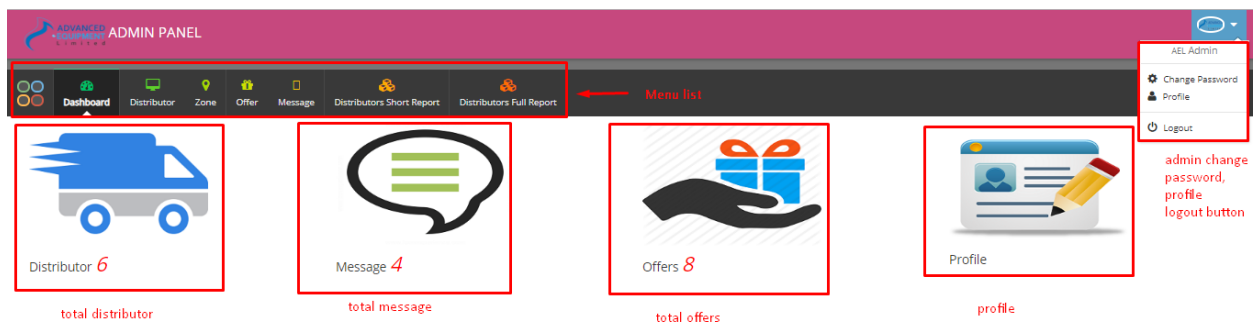 ADVANCED
EQUIPMENT
Limited
ADMIN PANEL
AEL Admin
Change Password
Profile
Logout
Dashboard
Distributor
Zone
Offer
Message
Distributors Short Report
Distributors Full Report
Menu list
admin change
password,
profile
logout button
Distributor 6
Message 4
Offers 8
Profile
total distributor
total message
total offers
profile